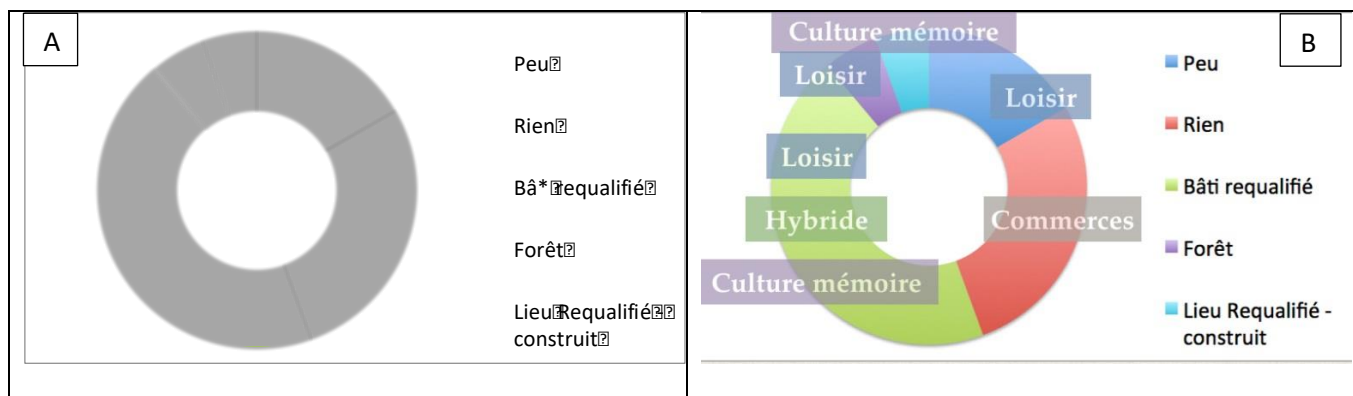 A
Peu⍰
Rien⍰
Bâ*⍰requalifié⍰
Forêt⍰
Lieu⍰Requalifié⍰-⍰
construit⍰
B
Culture mémoire
Loisir
Loisir
Loisir
Hybride
Commerces
Culture mémoire
Peu
Rien
Bâti requalifié
Forêt
Lieu Requalifié -
construit